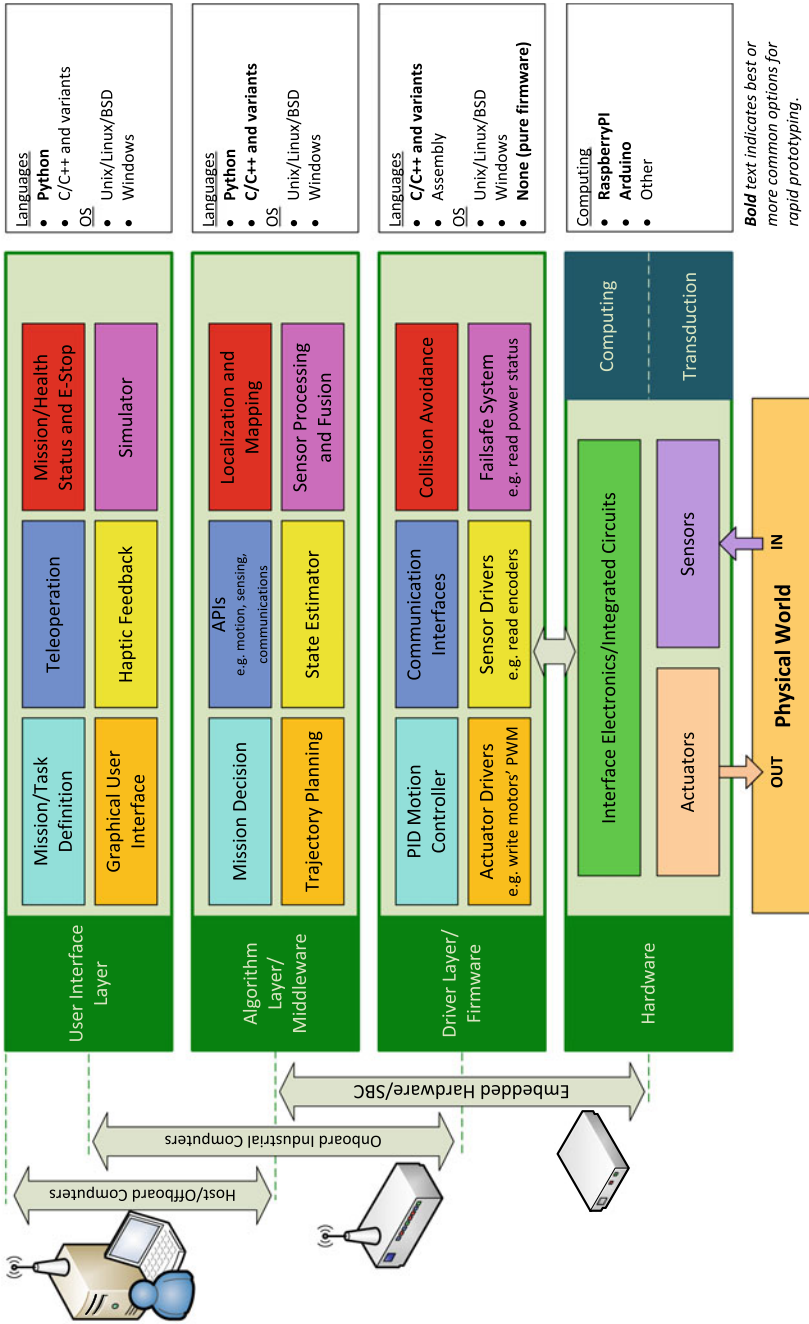 Host/Offboard Computers
Onboard Industrial Computers
Embedded Hardware/SBC
User Interface
Layer
Mission/Task
Definition
Teleoperation
Mission/Health
Status and E-Stop
Graphical User
Interface
Haptic Feedback
Simulator
Languages
• Python
• C/C++ and variants
OS
• Unix/Linux/BSD
• Windows
Algorithm
Layer/
Middleware
Mission Decision
APIs
e.g. motion, sensing,
communications
Localization and
Mapping
Trajectory Planning
State Estimator
Sensor Processing
and Fusion
Languages
• Python
• C/C++ and variants
OS
• Unix/Linux/BSD
• Windows
Driver Layer/
Firmware
PID Motion
Controller
Communication
Interfaces
Collision Avoidance
Actuator Drivers
e.g. write motors' PWM
Sensor Drivers
e.g. read encoders
Failsafe System
e.g. read power status
Languages
• C/C++ and variants
• Assembly
OS
• Unix/Linux/BSD
• Windows
• None (pure firmware)
Hardware
Interface Electronics/Integrated Circuits
Actuators
Sensors
Computing
Transduction
Computing
• RaspberryPI
• Arduino
• Other
OUT
IN
Physical World
Bold text indicates best or
more common options for
rapid prototyping.